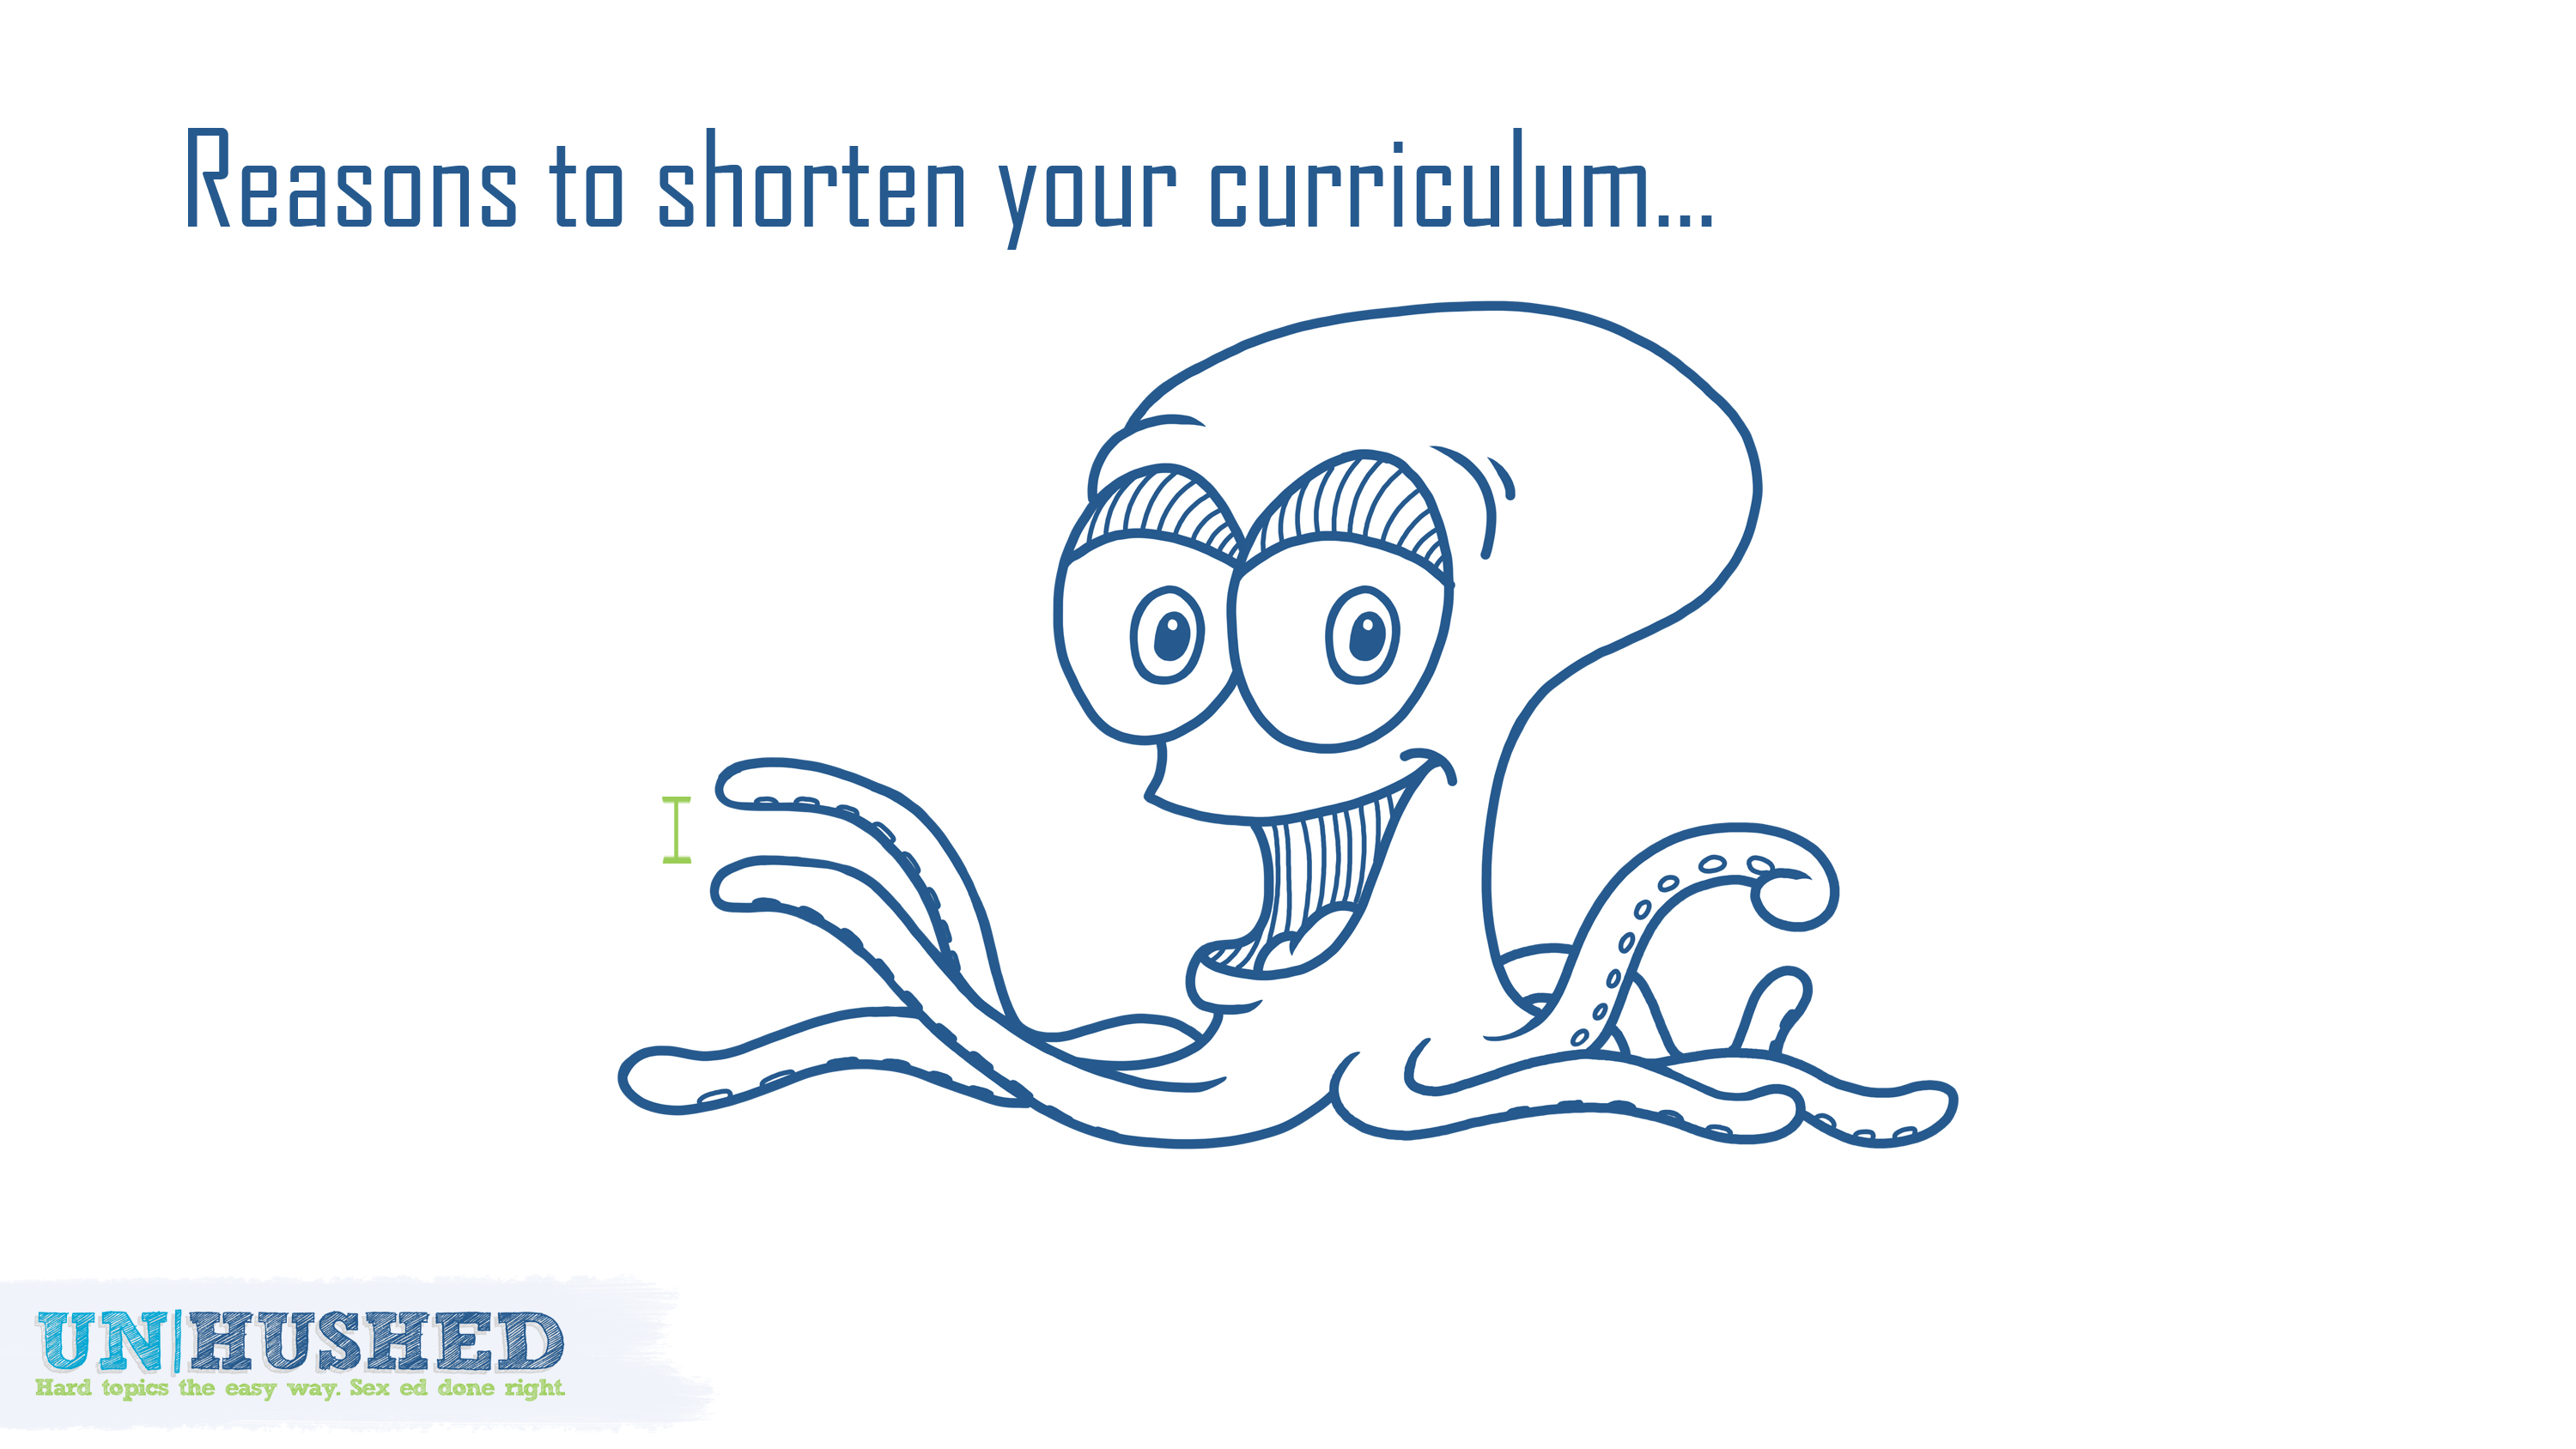 Reasons to shorten your curriculum...
UN|HUSHED
Hard topics the easy way. Sex ed done right.